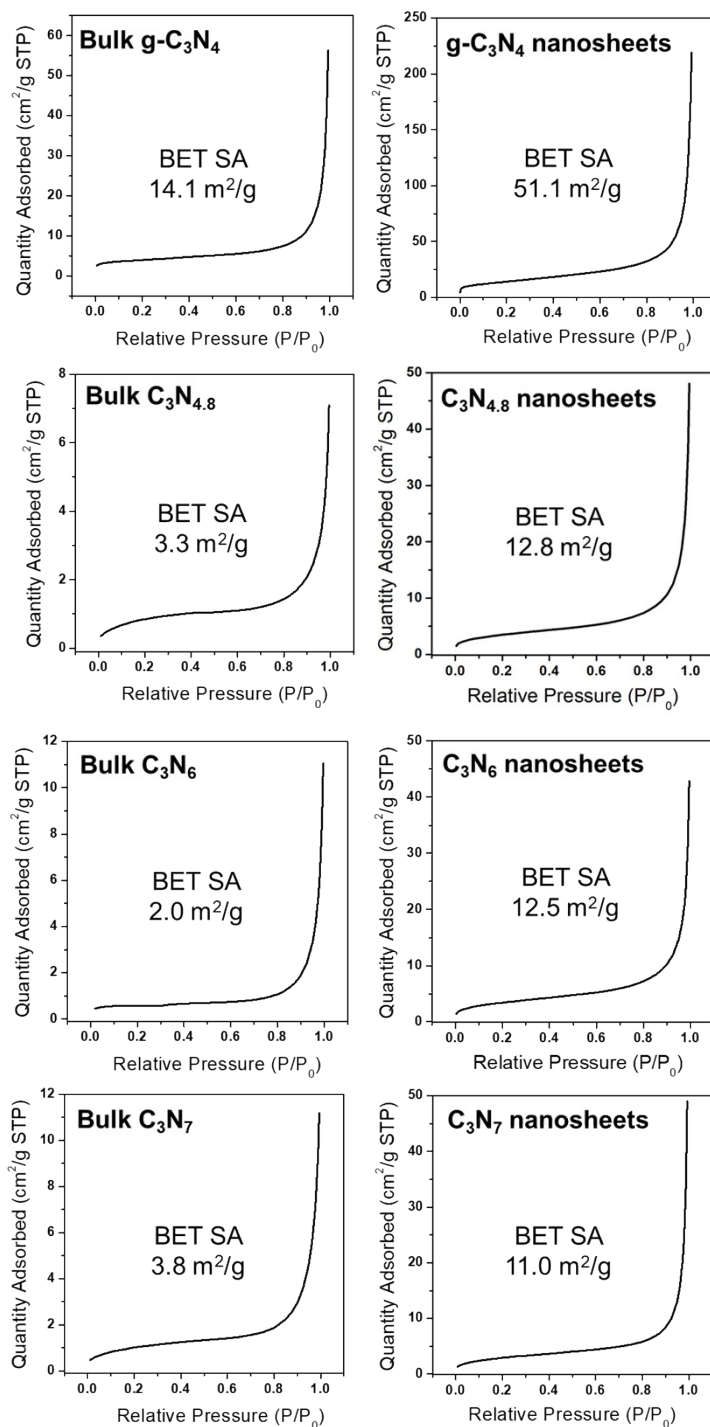 Bulk g-C₃N₄
Quantity Adsorbed (cm²/g STP)
60
50
40
30
20
10
0
BET SA
14.1 m²/g
0.0 0.2 0.4 0.6 0.8 1.0
Relative Pressure (P/P₀)
g-C₃N₄ nanosheets
Quantity Adsorbed (cm²/g STP)
250
200
150
100
50
0
BET SA
51.1 m²/g
0.0 0.2 0.4 0.6 0.8 1.0
Relative Pressure (P/P₀)
Bulk C₃N₄.₈
Quantity Adsorbed (cm²/g STP)
8
6
4
2
0
BET SA
3.3 m²/g
0.0 0.2 0.4 0.6 0.8 1.0
Relative Pressure (P/P₀)
C₃N₄.₈ nanosheets
Quantity Adsorbed (cm²/g STP)
50
40
30
20
10
0
BET SA
12.8 m²/g
0.0 0.2 0.4 0.6 0.8 1.0
Relative Pressure (P/P₀)
Bulk C₃N₆
Quantity Adsorbed (cm²/g STP)
12
10
8
6
4
2
0
BET SA
2.0 m²/g
0.0 0.2 0.4 0.6 0.8 1.0
Relative Pressure (P/P₀)
C₃N₆ nanosheets
Quantity Adsorbed (cm²/g STP)
50
40
30
20
10
0
BET SA
12.5 m²/g
0.0 0.2 0.4 0.6 0.8 1.0
Relative Pressure (P/P₀)
Bulk C₃N₇
Quantity Adsorbed (cm²/g STP)
12
10
8
6
4
2
0
BET SA
3.8 m²/g
0.0 0.2 0.4 0.6 0.8 1.0
Relative Pressure (P/P₀)
C₃N₇ nanosheets
Quantity Adsorbed (cm²/g STP)
50
40
30
20
10
0
BET SA
11.0 m²/g
0.0 0.2 0.4 0.6 0.8 1.0
Relative Pressure (P/P₀)